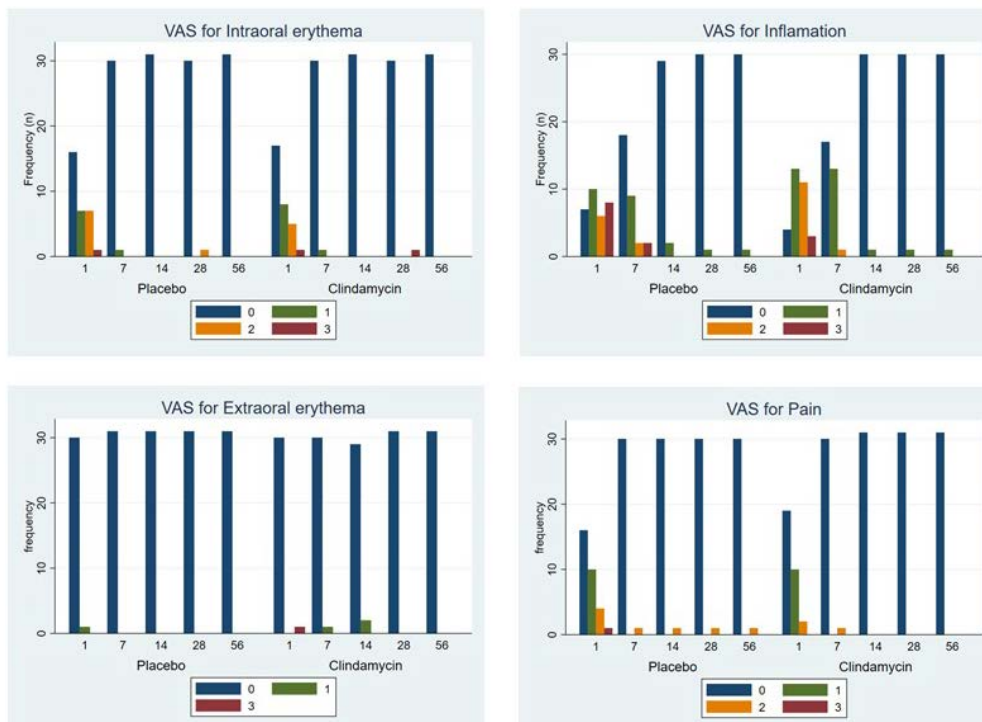 VAS for Intraoral erythema
Frequency (n)
30
20
10
0
1 7 14 28 56 1 7 14 28 56
Placebo Clindamycin
0 1
2 3
VAS for Inflamation
Frequency (n)
30
20
10
0
1 7 14 28 56 1 7 14 28 56
Placebo Clindamycin
0 1
2 3
VAS for Extraoral erythema
frequency
30
20
10
0
1 7 14 28 56 1 7 14 28 56
Placebo Clindamycin
0 1
3
VAS for Pain
frequency
30
20
10
0
1 7 14 28 56 1 7 14 28 56
Placebo Clindamycin
0 1
2 3